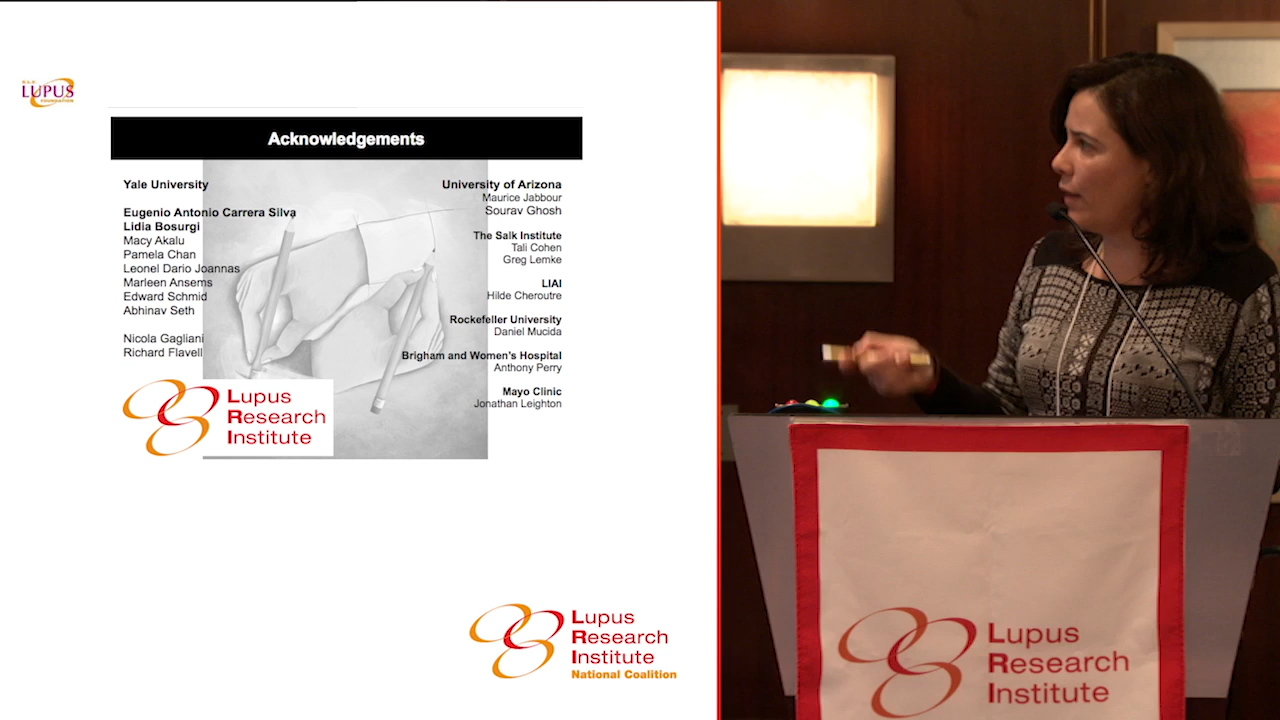 S.L.E.
LUPUS
FOUNDATION
Acknowledgements
Yale University
Eugenio Antonio Carrera Silva
Lidia Bosurgi
Macy Akalu
Pamela Chan
Leonel Dario Joannas
Marleen Ansems
Edward Schmid
Abhinav Seth
Nicola Gagliani
Richard Flavell
University of Arizona
Maurice Jabbour
Sourav Ghosh
The Salk Institute
Tali Cohen
Greg Lemke
LIAI
Hilde Cheroutre
Rockefeller University
Daniel Mucida
Brigham and Women's Hospital
Anthony Perry
Mayo Clinic
Jonathan Leighton
Lupus
Research
Institute
Lupus
Research
Institute
National Coalition
Lupus
Research
Institute